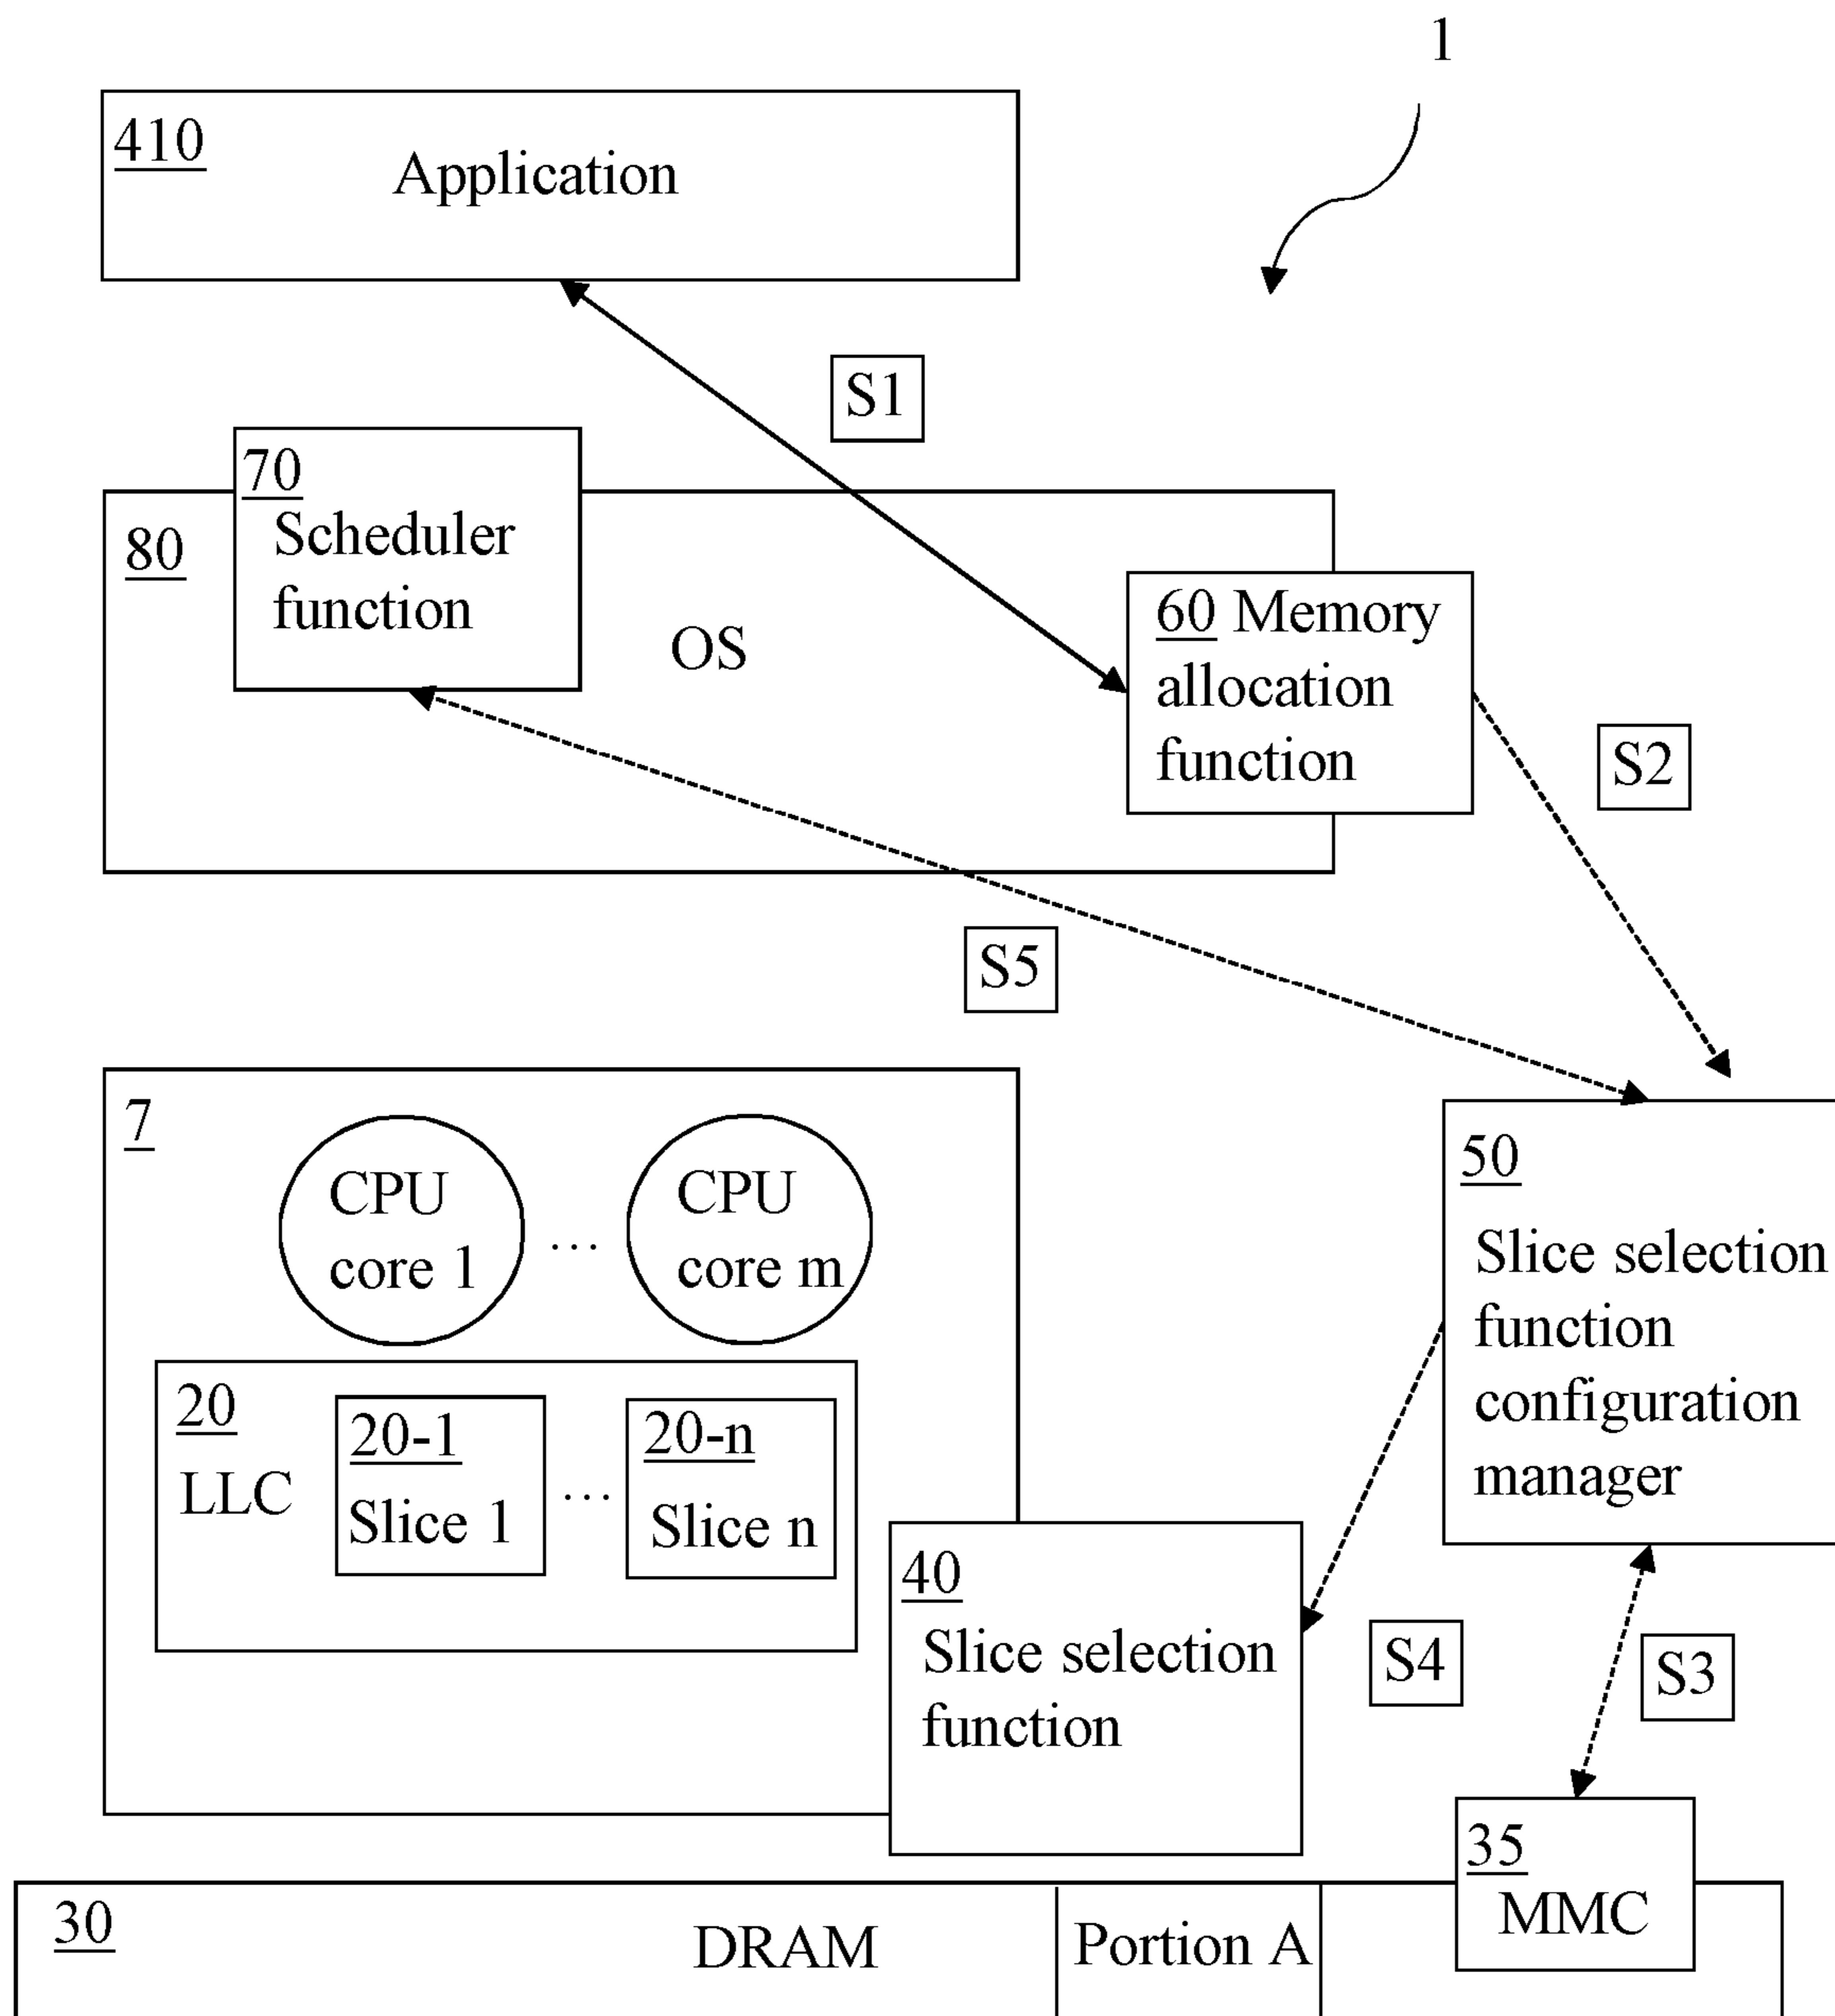 1
410
Application
S1
70
Scheduler
function
80
OS
60 Memory
allocation
function
S2
S5
7
CPU
core 1
...
CPU
core m
50
Slice selection
function
configuration
manager
20
LLC
20-1
Slice 1
...
20-n
Slice n
40
Slice selection
function
S4
S3
35
MMC
30
DRAM
Portion A